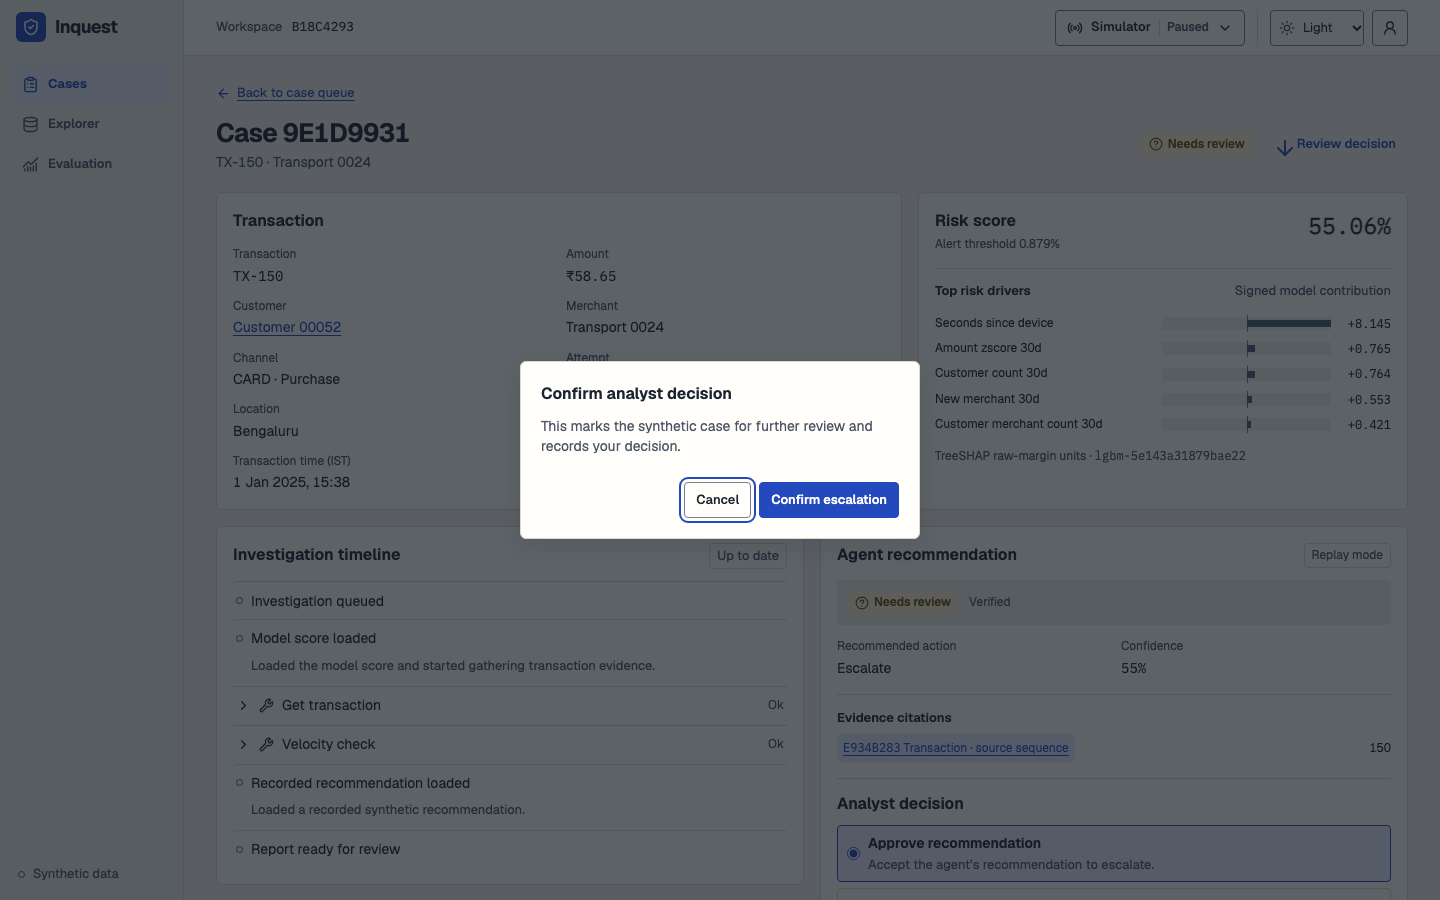 Inquest
Workspace B18C4293
Simulator Paused
Light
Cases
Explorer
Evaluation
Synthetic data
Back to case queue
Case 9E1D9931
TX-150 · Transport 0024
Needs review
Review decision
Transaction
Transaction
TX-150
Amount
₹58.65
Customer
Customer 00052
Merchant
Transport 0024
Channel
CARD · Purchase
Attempt
Location
Bengaluru
Transaction time (IST)
1 Jan 2025, 15:38
Risk score
55.06%
Alert threshold 0.879%
Top risk drivers
Signed model contribution
Seconds since device +8.145
Amount zscore 30d +0.765
Customer count 30d +0.764
New merchant 30d +0.553
Customer merchant count 30d +0.421
TreeSHAP raw-margin units · lgbm-5e143a31879bae22
Confirm analyst decision
This marks the synthetic case for further review and
records your decision.
Cancel
Confirm escalation
Investigation timeline
Up to date
Investigation queued
Model score loaded
Loaded the model score and started gathering transaction evidence.
Get transaction Ok
Velocity check Ok
Recorded recommendation loaded
Loaded a recorded synthetic recommendation.
Report ready for review
Agent recommendation
Replay mode
Needs review Verified
Recommended action
Escalate
Confidence
55%
Evidence citations
E934B283 Transaction · source sequence 150
Analyst decision
Approve recommendation
Accept the agent's recommendation to escalate.